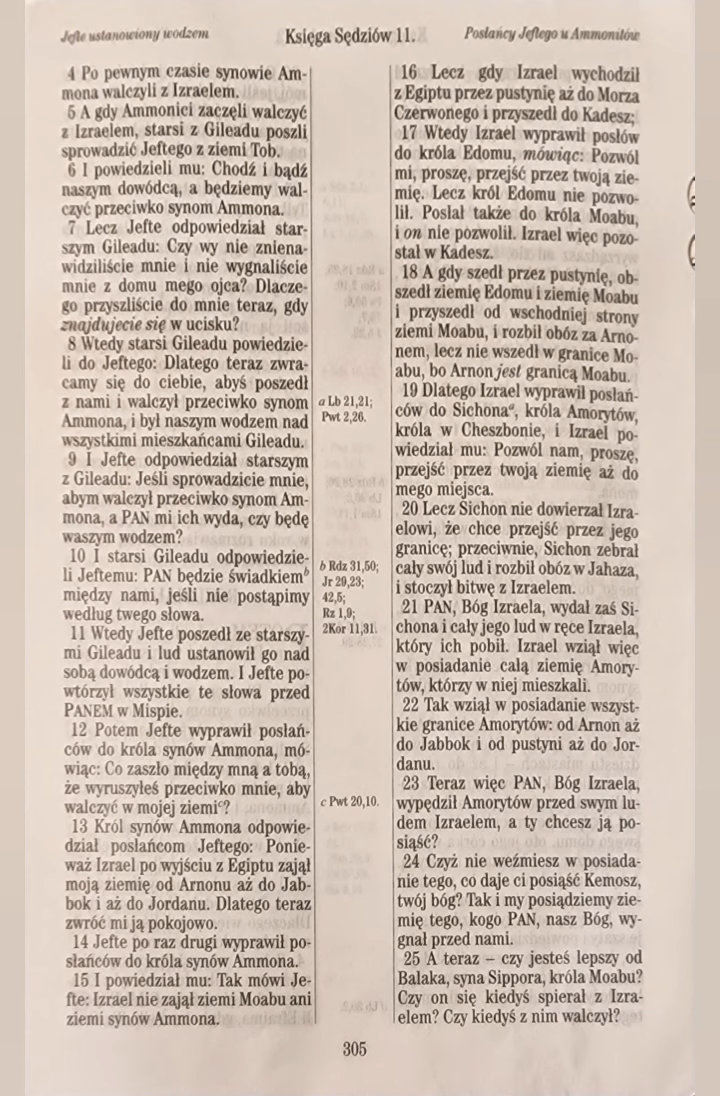 Jefte ustanowiony wodzem
Księga Sędziów 11.
Posłańcy Jeftego u Ammonitów
4 Po pewnym czasie synowie Am-
mona walczyli z Izraelem.
5 A gdy Ammonici zaczęli walczyć
z Izraelem, starsi z Gileadu poszli
sprowadzić Jeftego z ziemi Tob.
6 I powiedzieli mu: Chodź i bądź
naszym dowódcą, a będziemy wal-
czyć przeciwko synom Ammona.
7 Lecz Jefte odpowiedział star-
szym Gileadu: Czy wy nie zniena-
widziliście mnie i nie wygnaliście
mnie z domu mego ojca? Dlacze-
go przyszliście do mnie teraz, gdy
znajdujecie się w ucisku?
8 Wtedy starsi Gileadu powiedzie-
li do Jeftego: Dlatego teraz zwra-
camy się do ciebie, abyś poszedł
z nami i walczył przeciwko synom
Ammona, i był naszym wodzem nad
wszystkimi mieszkańcami Gileadu.
9 I Jefte odpowiedział starszym
z Gileadu: Jeśli sprowadzicie mnie,
abym walczył przeciwko synom Am-
mona, a PAN mi ich wyda, czy będę
waszym wodzem?
10 I starsi Gileadu odpowiedzie-
li Jeftemu: PAN będzie świadkiem b
między nami, jeśli nie postąpimy
według twego słowa.
11 Wtedy Jefte poszedł ze starszy-
mi Gileadu i lud ustanowił go nad
sobą dowódcą i wodzem. I Jefte po-
wtórzył wszystkie te słowa przed
PANEM w Mispie.
12 Potem Jefte wyprawił posłań-
ców do króla synów Ammona, mó-
wiąc: Co zaszło między mną a tobą,
że wyruszyłeś przeciwko mnie, aby
walczyć w mojej ziemi c?
13 Król synów Ammona odpowie-
dział posłańcom Jeftego: Ponie-
waż Izrael po wyjściu z Egiptu zajął
moją ziemię od Arnonu aż do Jab-
bok i aż do Jordanu. Dlatego teraz
zwróć mi ją pokojowo.
14 Jefte po raz drugi wyprawił po-
słańców do króla synów Ammona.
15 I powiedział mu: Tak mówi Je-
fte: Izrael nie zajął ziemi Moabu ani
ziemi synów Ammona.
a Lb 21,21;
Pwt 2,26.
b Rdz 31,50;
Jr 29,23;
42,5;
Rz 1,9;
2Kor 11,31.
c Pwt 20,10.
16 Lecz gdy Izrael wychodził
z Egiptu przez pustynię aż do Morza
Czerwonego i przyszedł do Kadesz;
17 Wtedy Izrael wyprawił posłów
do króla Edomu, mówiąc: Pozwól
mi, proszę, przejść przez twoją zie-
mię. Lecz król Edomu nie pozwo-
lił. Posłał także do króla Moabu,
i on nie pozwolił. Izrael więc pozo-
stał w Kadesz.
18 A gdy szedł przez pustynię, ob-
szedł ziemię Edomu i ziemię Moabu
i przyszedł od wschodniej strony
ziemi Moabu, i rozbił obóz za Arno-
nem, lecz nie wszedł w granice Mo-
abu, bo Arnon jest granicą Moabu.
19 Dlatego Izrael wyprawił posłań-
ców do Sichona a, króla Amorytów,
króla w Cheszbonie, i Izrael po-
wiedział mu: Pozwól nam, proszę,
przejść przez twoją ziemię aż do
mego miejsca.
20 Lecz Sichon nie dowierzał Izra-
elowi, że chce przejść przez jego
granicę; przeciwnie, Sichon zebrał
cały swój lud i rozbił obóz w Jahaza,
i stoczył bitwę z Izraelem.
21 PAN, Bóg Izraela, wydał zaś Si-
chona i cały jego lud w ręce Izraela,
który ich pobił. Izrael wziął więc
w posiadanie całą ziemię Amory-
tów, którzy w niej mieszkali.
22 Tak wziął w posiadanie wszyst-
kie granice Amorytów: od Arnon aż
do Jabbok i od pustyni aż do Jor-
danu.
23 Teraz więc PAN, Bóg Izraela,
wypędził Amorytów przed swym lu-
dem Izraelem, a ty chcesz ją po-
siąść?
24 Czyż nie weźmiesz w posiada-
nie tego, co daje ci posiąść Kemosz,
twój bóg? Tak i my posiądziemy zie-
mię tego, kogo PAN, nasz Bóg, wy-
gnał przed nami.
25 A teraz – czy jesteś lepszy od
Balaka, syna Sippora, króla Moabu?
Czy on się kiedyś spierał z Izra-
elem? Czy kiedyś z nim walczył?
305